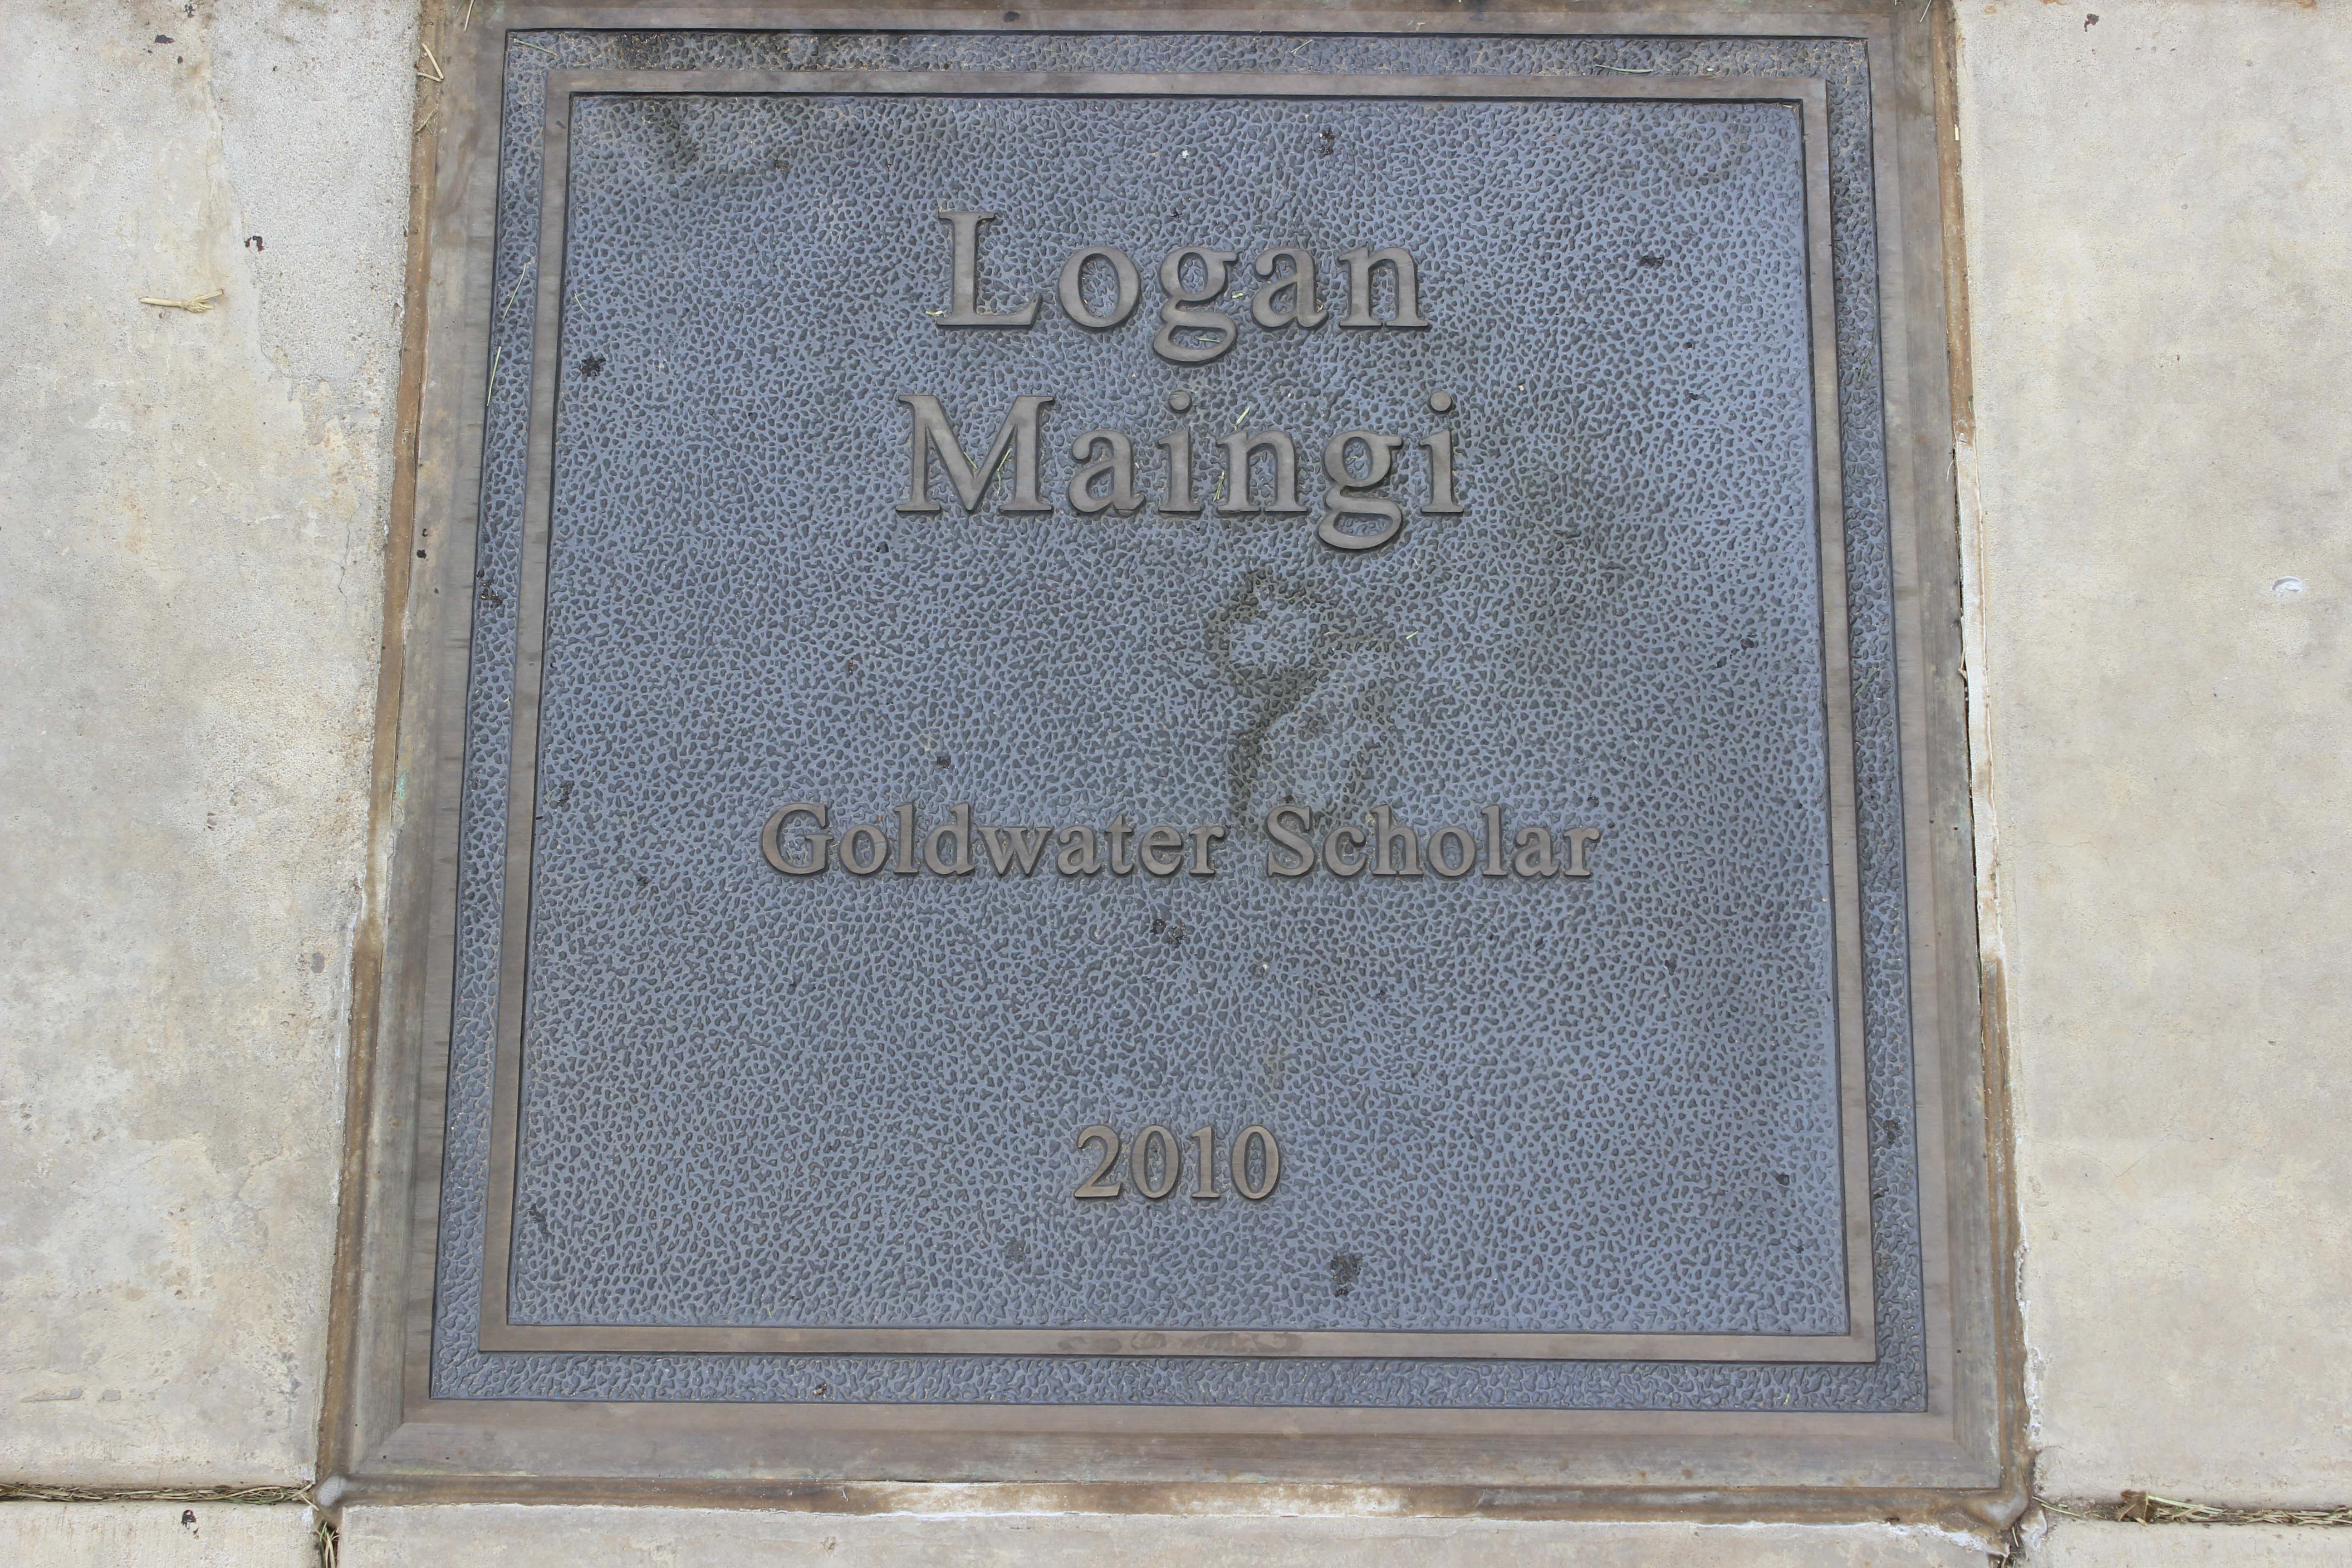 Logan
Maingi
Goldwater Scholar
2010